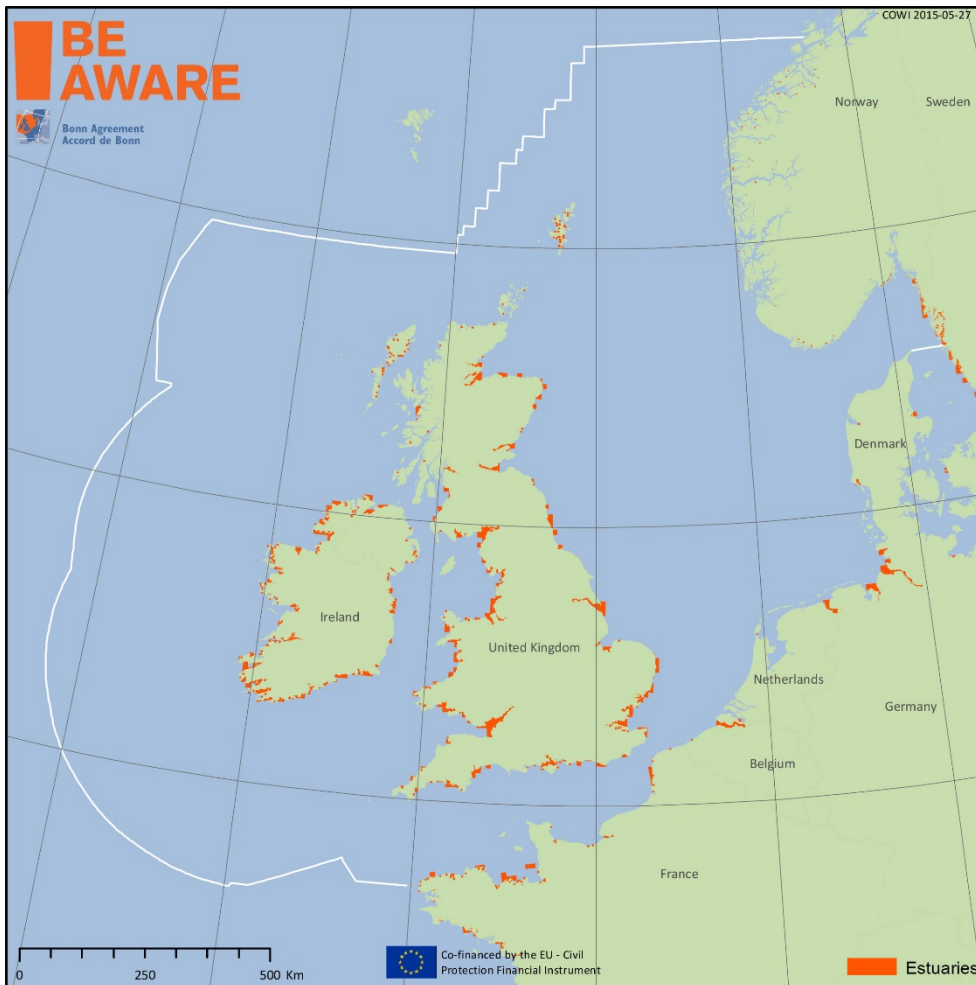 COWI 2015-05-27
BE
AWARE
Bonn Agreement
Accord de Bonn
Norway
Sweden
Denmark
Ireland
United Kingdom
Netherlands
Germany
Belgium
France
0 250 500 Km
Co-financed by the EU - Civil
Protection Financial Instrument
Estuaries